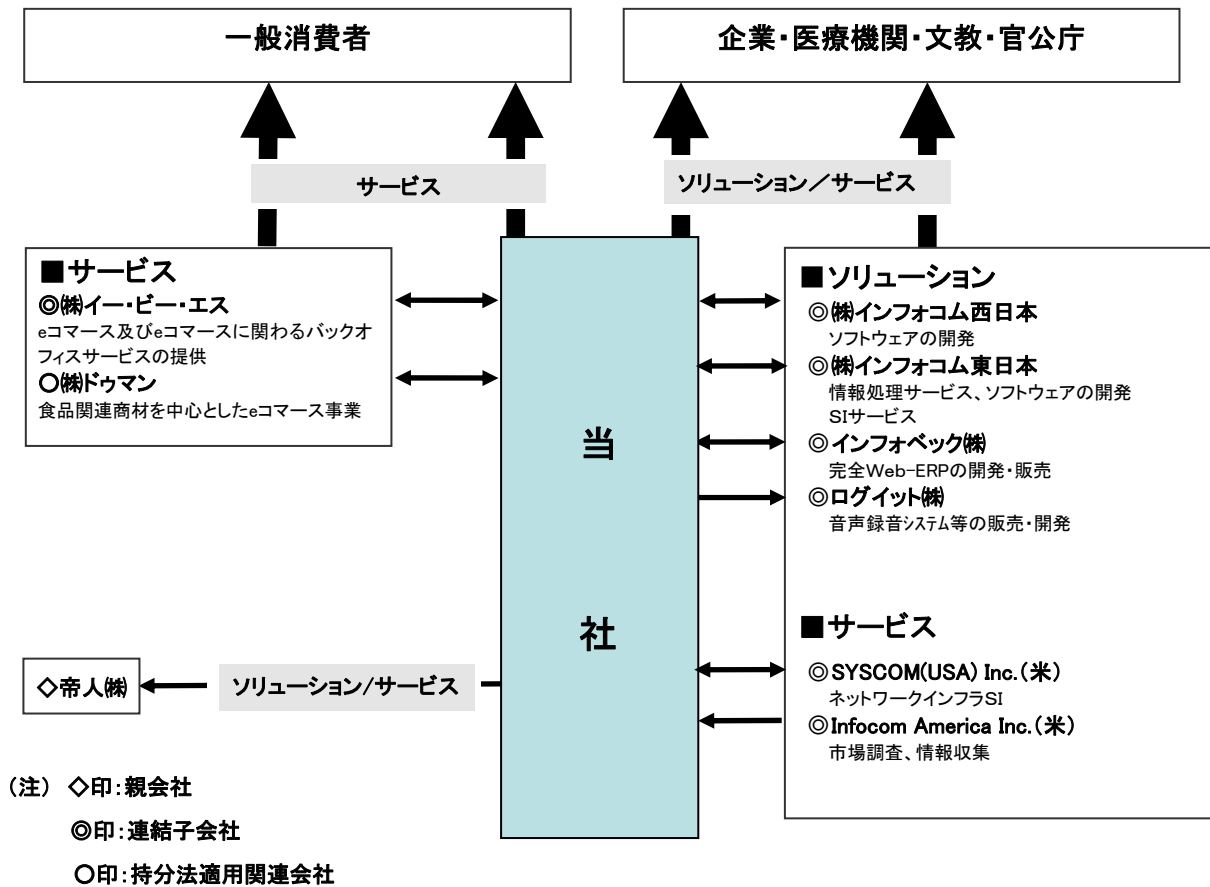 一般消費者
企業・医療機関・文教・官公庁
サービス
ソリューション／サービス
■サービス
◎㈱イー・ビー・エス
eコマース及びeコマースに関わるバックオ
フィスサービスの提供
○㈱ドゥマン
食品関連商材を中心としたeコマース事業
当
社
■ソリューション
◎㈱インフォコム西日本
ソフトウェアの開発
◎㈱インフォコム東日本
情報処理サービス、ソフトウェアの開発
SIサービス
◎インフォベック㈱
完全Web-ERPの開発・販売
◎ログイット㈱
音声録音システム等の販売・開発
■サービス
◎SYSCOM(USA) Inc.（米）
ネットワークインフラSI
◎Infocom America Inc.（米）
市場調査、情報収集
◇帝人㈱
ソリューション/サービス
（注） ◇印：親会社
◎印：連結子会社
○印：持分法適用関連会社